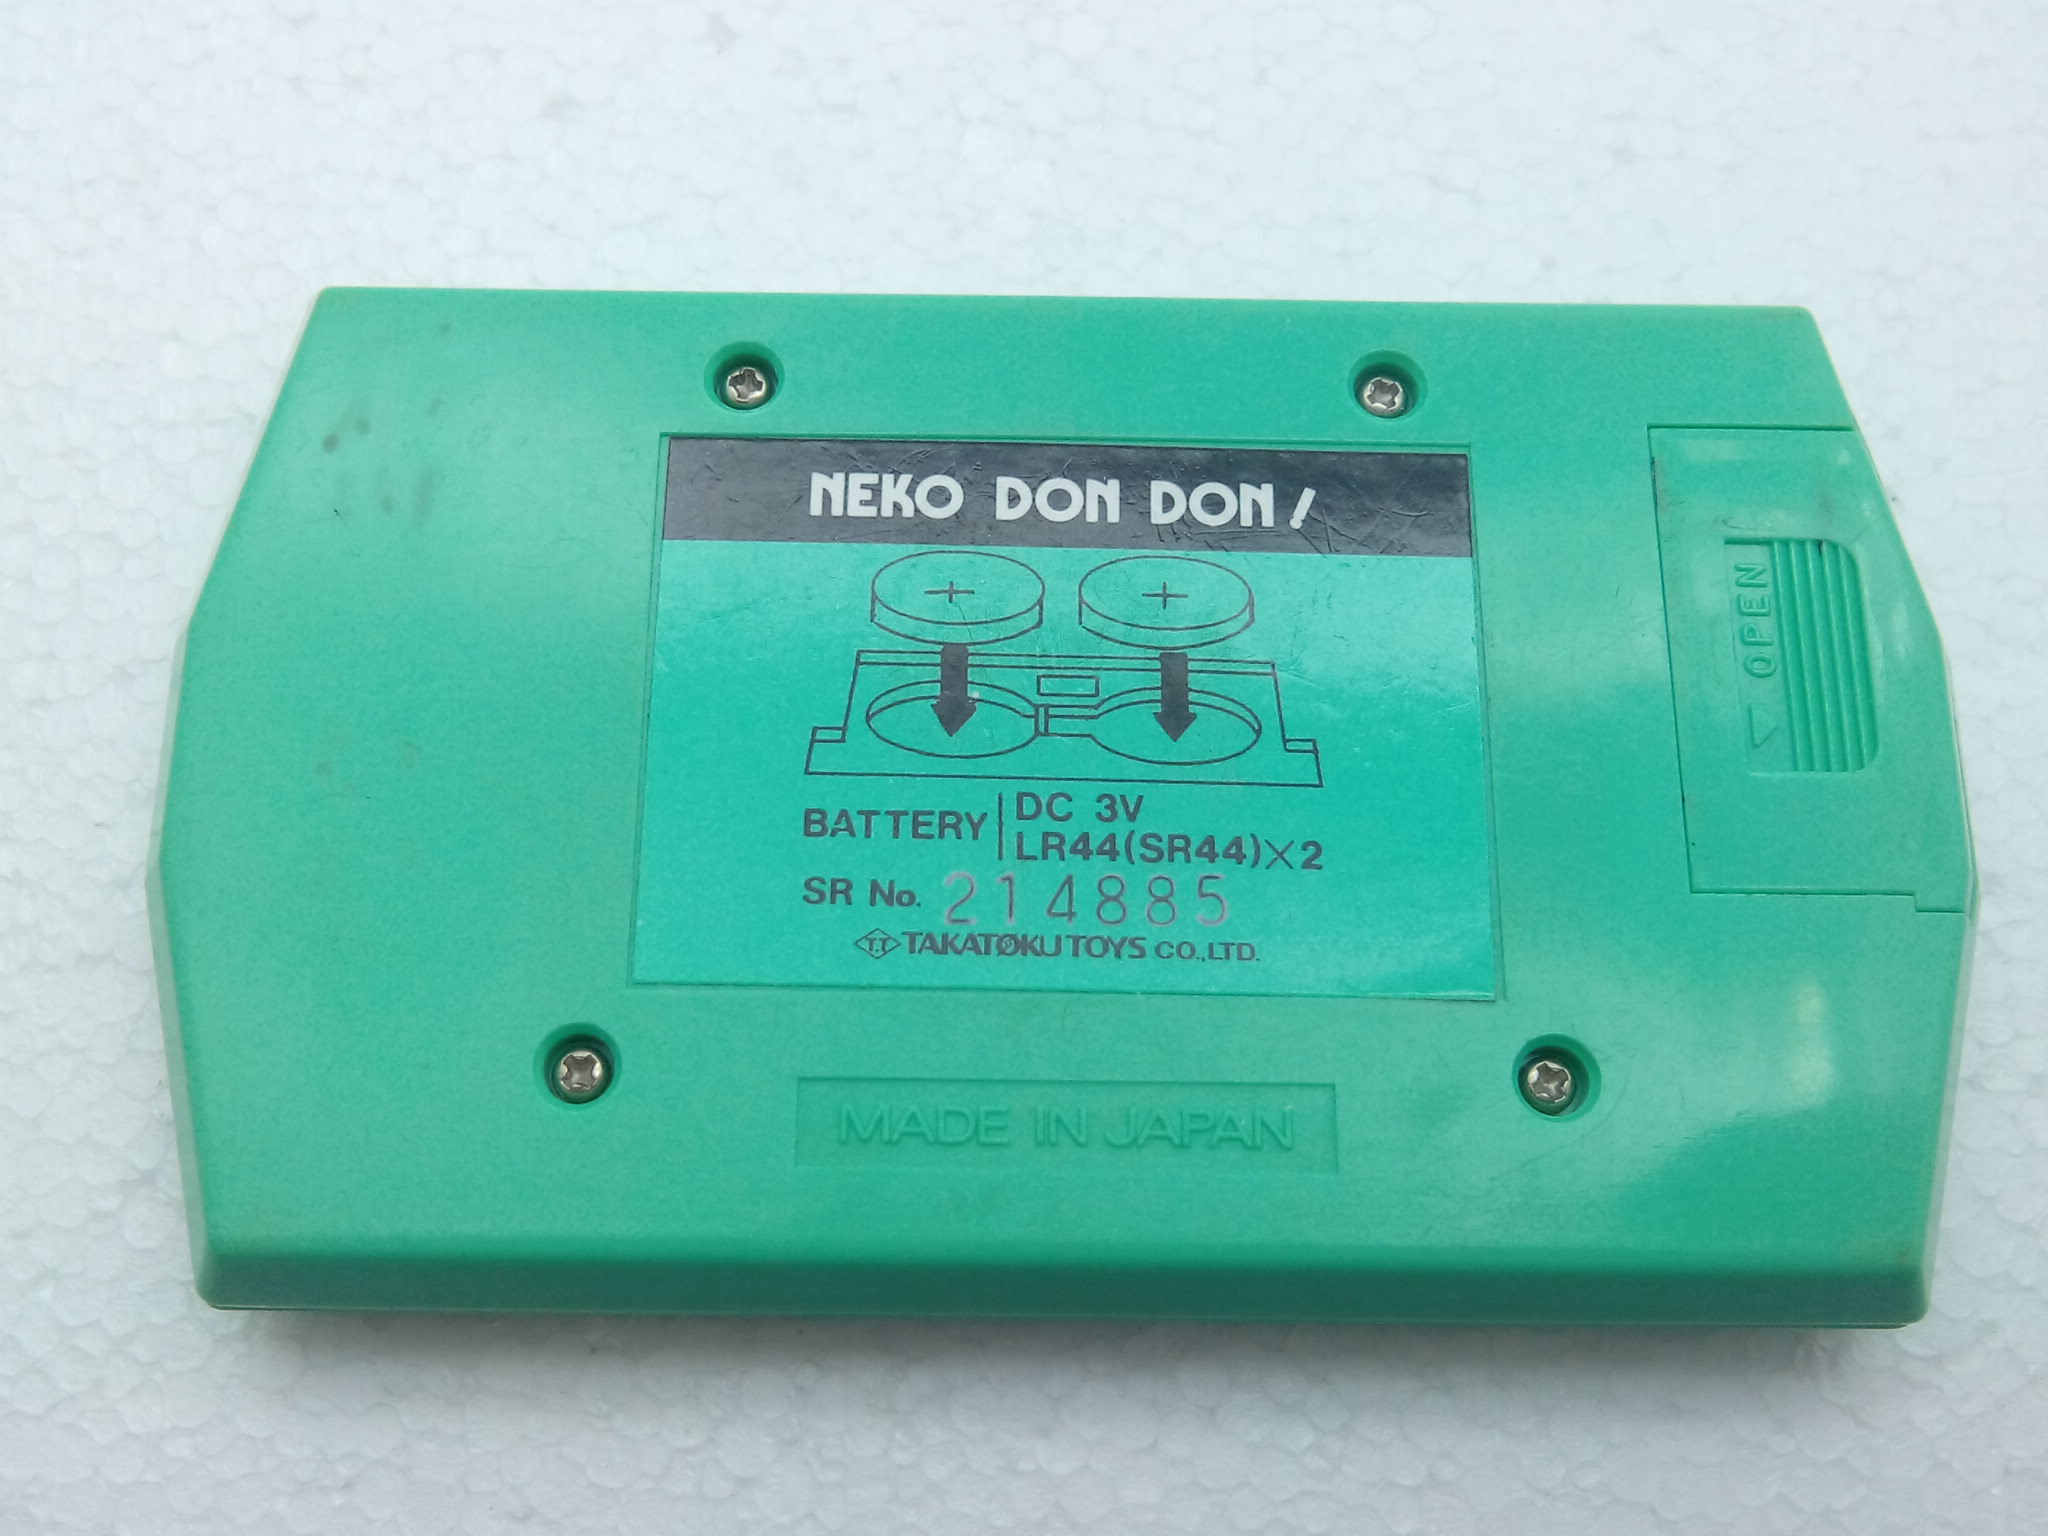 NEKO DON DON!
+ +
OPEN
BATTERY DC 3V
LR44(SR44)×2
SR No. 214885
T.T TAKATOKU TOYS CO.,LTD.
MADE IN JAPAN